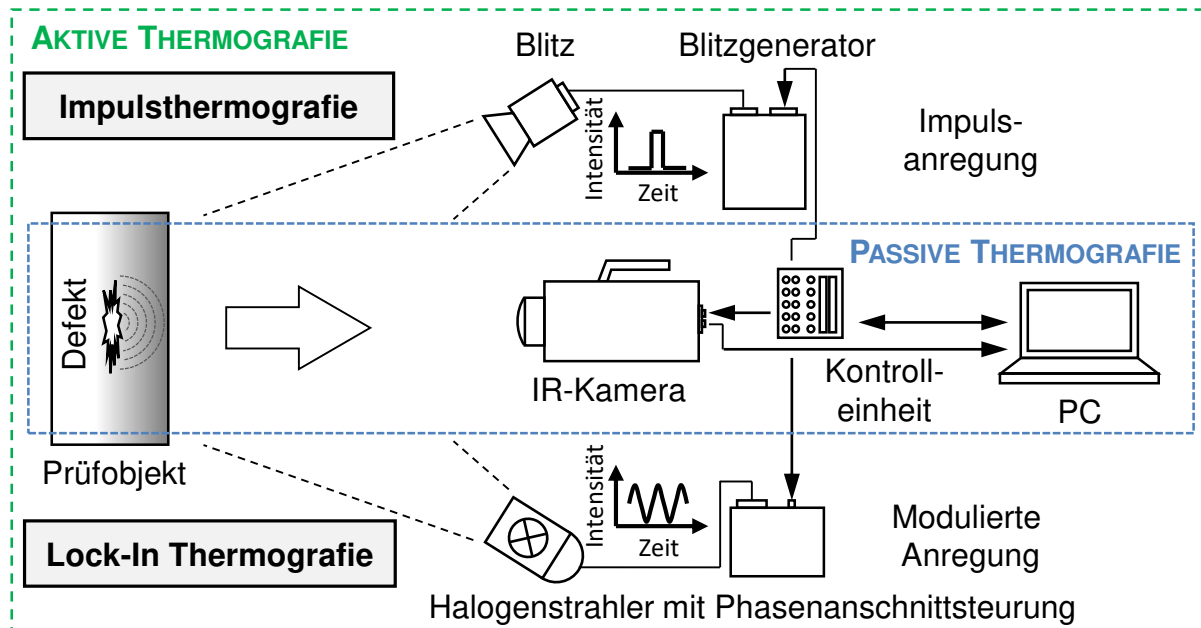 AKTIVE THERMOGRAFIE
Impulsthermografie
Blitz
Blitzgenerator
Intensität
Zeit
Impuls-
anregung
PASSIVE THERMOGRAFIE
Defekt
IR-Kamera
Kontroll-
einheit
PC
Prüfobjekt
Lock-In Thermografie
Intensität
Zeit
Modulierte
Anregung
Halogenstrahler mit Phasenanschnittsteurung